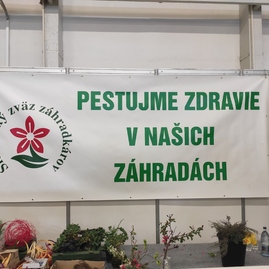 ý zväz záhradkárov
PESTUJME ZDRAVIE
V NAŠICH
ZÁHRADÁCH